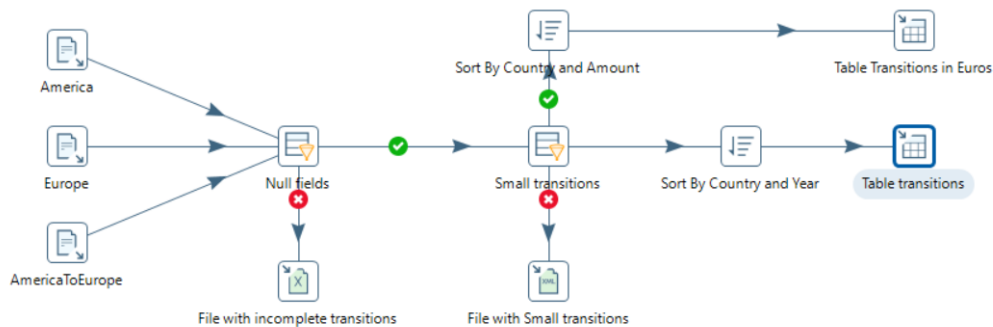 Sort By Country and Amount
Table Transitions in Euros
America
Europe
Null fields
Small transitions
Sort By Country and Year
Table transitions
AmericaToEurope
X
XML
File with incomplete transitions
File with Small transitions